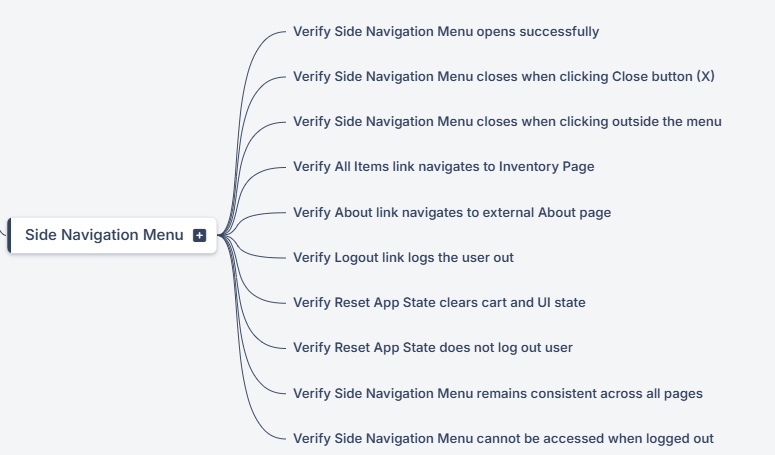 Verify Side Navigation Menu opens successfully
Verify Side Navigation Menu closes when clicking Close button (X)
Verify Side Navigation Menu closes when clicking outside the menu
Verify All Items link navigates to Inventory Page
Verify About link navigates to external About page
Side Navigation Menu
Verify Logout link logs the user out
Verify Reset App State clears cart and UI state
Verify Reset App State does not log out user
Verify Side Navigation Menu remains consistent across all pages
Verify Side Navigation Menu cannot be accessed when logged out